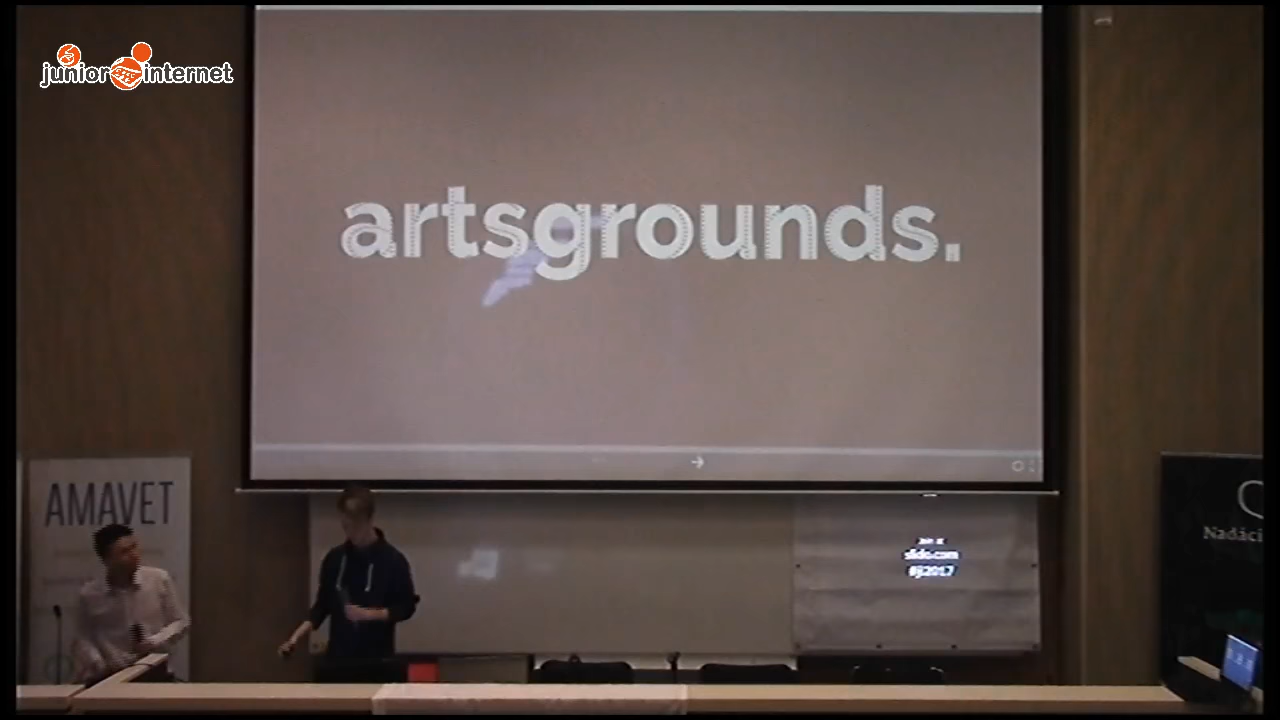 junior internet
artsgrounds.
AMAVET
slido.com
#ji2017
Nadáci